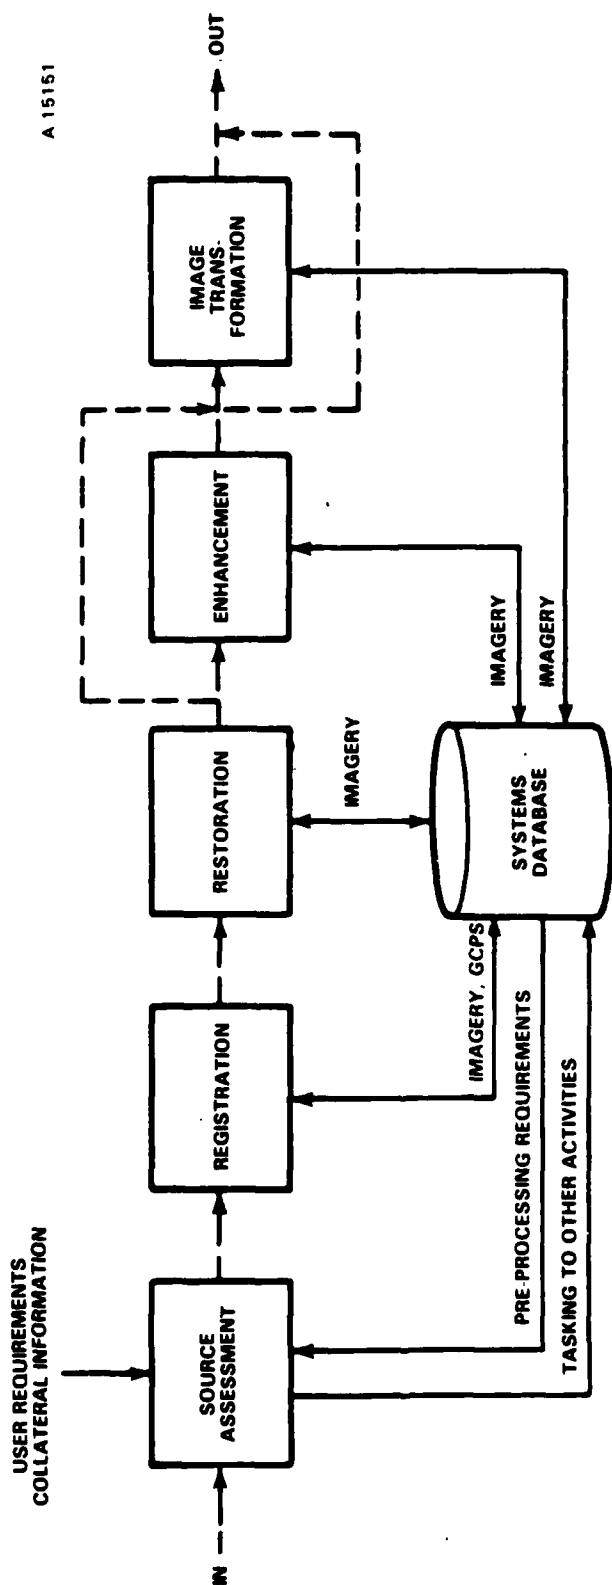 A 15151
USER REQUIREMENTS
COLLATERAL INFORMATION
IN
SOURCE
ASSESSMENT
REGISTRATION
RESTORATION
ENHANCEMENT
IMAGE
TRANS-
FORMATION
OUT
IMAGERY, GCPS
PRE-PROCESSING REQUIREMENTS
TASKING TO OTHER ACTIVITIES
IMAGERY
SYSTEMS
DATABASE
IMAGERY
IMAGERY